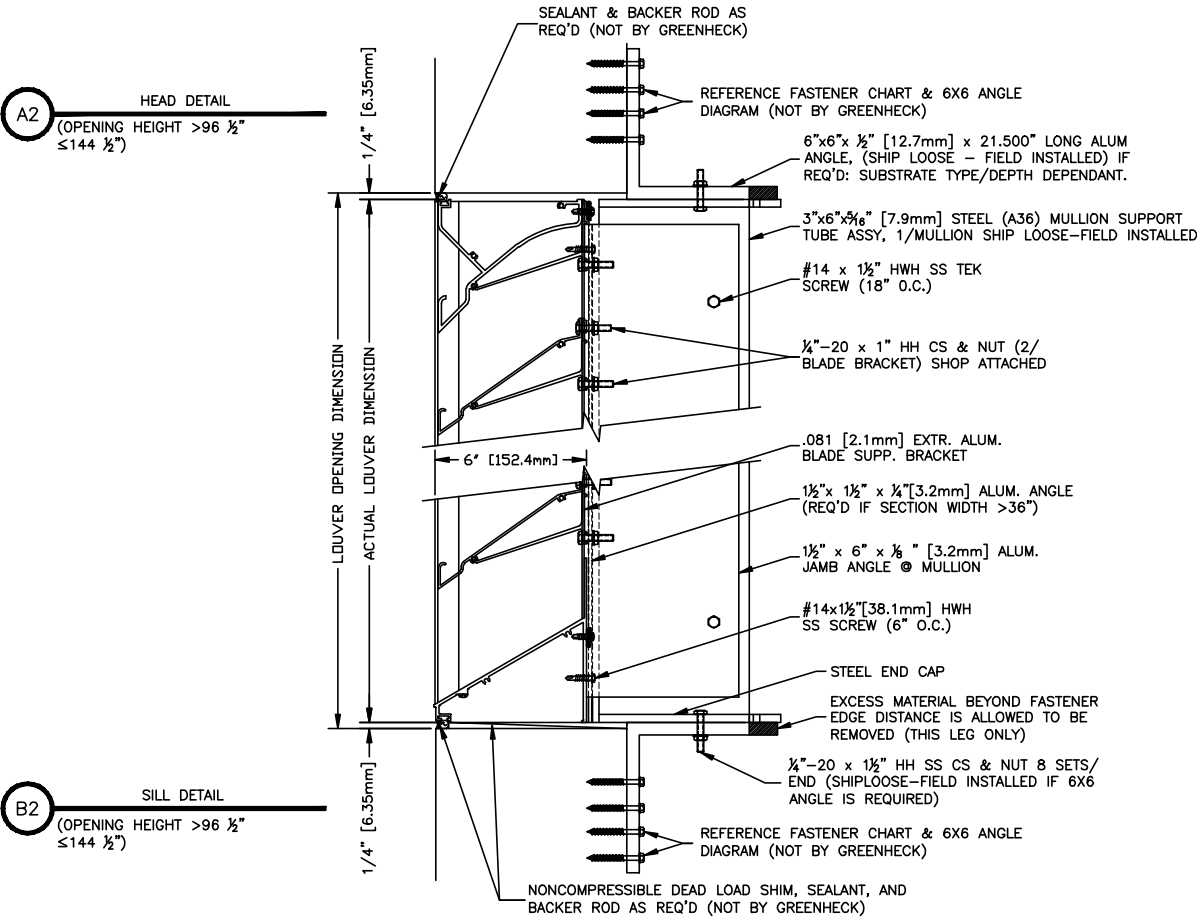 SEALANT & BACKER ROD AS
REQ'D (NOT BY GREENHECK)
1/4" [6.35mm]
A2
HEAD DETAIL
(OPENING HEIGHT >96 ½"
≤144 ½")
REFERENCE FASTENER CHART & 6X6 ANGLE
DIAGRAM (NOT BY GREENHECK)
6"x6"x ½" [12.7mm] x 21.500" LONG ALUM
ANGLE, (SHIP LOOSE – FIELD INSTALLED) IF
REQ'D: SUBSTRATE TYPE/DEPTH DEPENDANT.
3"x6"x5⁄16" [7.9mm] STEEL (A36) MULLION SUPPORT
TUBE ASSY, 1/MULLION SHIP LOOSE–FIELD INSTALLED
#14 x 1½" HWH SS TEK
SCREW (18" O.C.)
¼"–20 x 1" HH CS & NUT (2/
BLADE BRACKET) SHOP ATTACHED
LOUVER OPENING DIMENSION
ACTUAL LOUVER DIMENSION
6" [152.4mm]
.081 [2.1mm] EXTR. ALUM.
BLADE SUPP. BRACKET
1½"x 1½" x ¼"[3.2mm] ALUM. ANGLE
(REQ'D IF SECTION WIDTH >36")
1½" x 6" x ⅛ " [3.2mm] ALUM.
JAMB ANGLE @ MULLION
#14x1½"[38.1mm] HWH
SS SCREW (6" O.C.)
STEEL END CAP
EXCESS MATERIAL BEYOND FASTENER
EDGE DISTANCE IS ALLOWED TO BE
REMOVED (THIS LEG ONLY)
¼"–20 x 1½" HH SS CS & NUT 8 SETS/
END (SHIPLOOSE–FIELD INSTALLED IF 6X6
ANGLE IS REQUIRED)
B2
SILL DETAIL
(OPENING HEIGHT >96 ½"
≤144 ½")
1/4" [6.35mm]
REFERENCE FASTENER CHART & 6X6 ANGLE
DIAGRAM (NOT BY GREENHECK)
NONCOMPRESSIBLE DEAD LOAD SHIM, SEALANT, AND
BACKER ROD AS REQ'D (NOT BY GREENHECK)